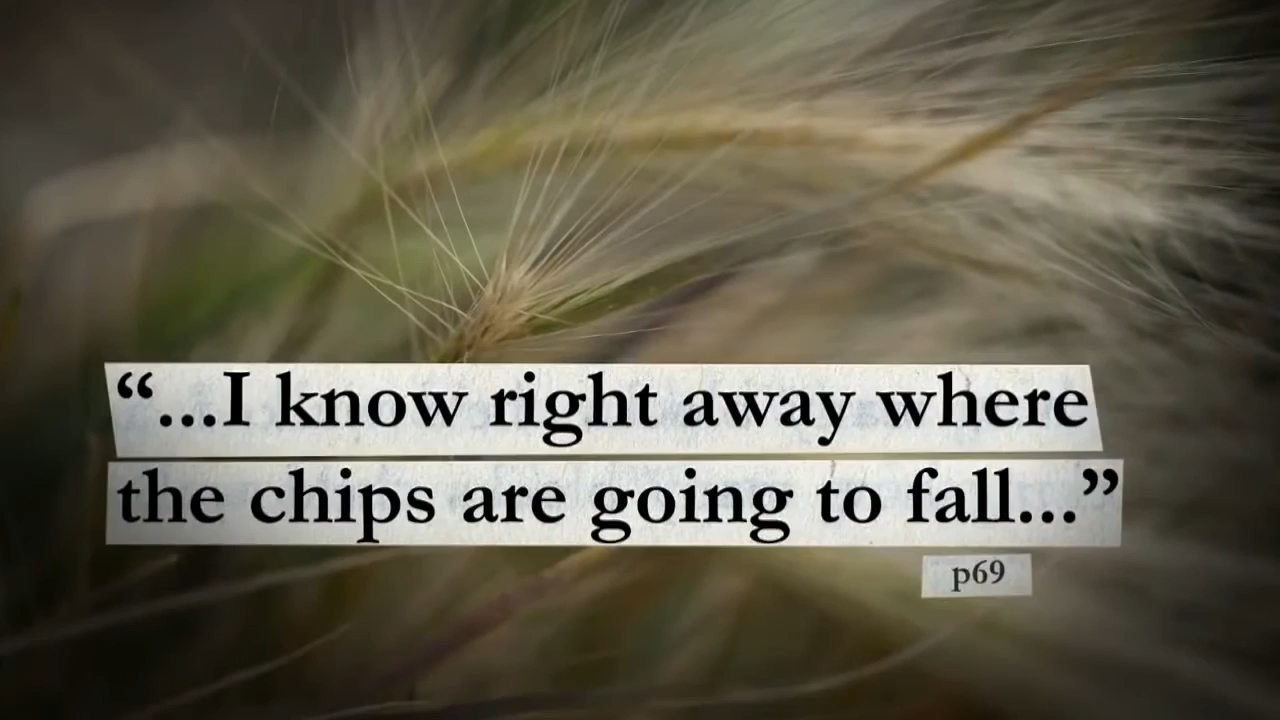 “...I know right away where
the chips are going to fall...”
p69